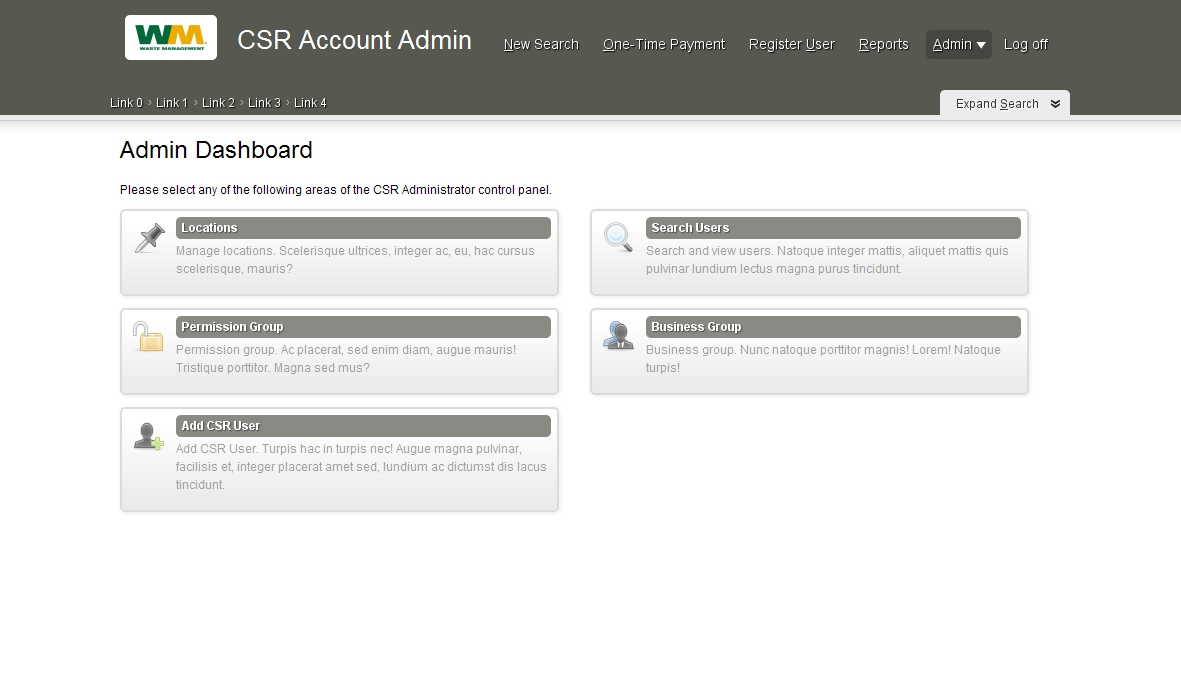 WM
WASTE MANAGEMENT
CSR Account Admin
New Search
One-Time Payment
Register User
Reports
Admin
Log off
Link 0 › Link 1 › Link 2 › Link 3 › Link 4
Expand Search
Admin Dashboard
Please select any of the following areas of the CSR Administrator control panel.
Locations
Manage locations. Scelerisque ultrices, integer ac, eu, hac cursus
scelerisque, mauris?
Search Users
Search and view users. Natoque integer mattis, aliquet mattis quis
pulvinar lundium lectus magna purus tincidunt.
Permission Group
Permission group. Ac placerat, sed enim diam, augue mauris!
Tristique porttitor. Magna sed mus?
Business Group
Business group. Nunc natoque porttitor magnis! Lorem! Natoque
turpis!
Add CSR User
Add CSR User. Turpis hac in turpis nec! Augue magna pulvinar,
facilisis et, integer placerat amet sed, lundium ac dictumst dis lacus
tincidunt.